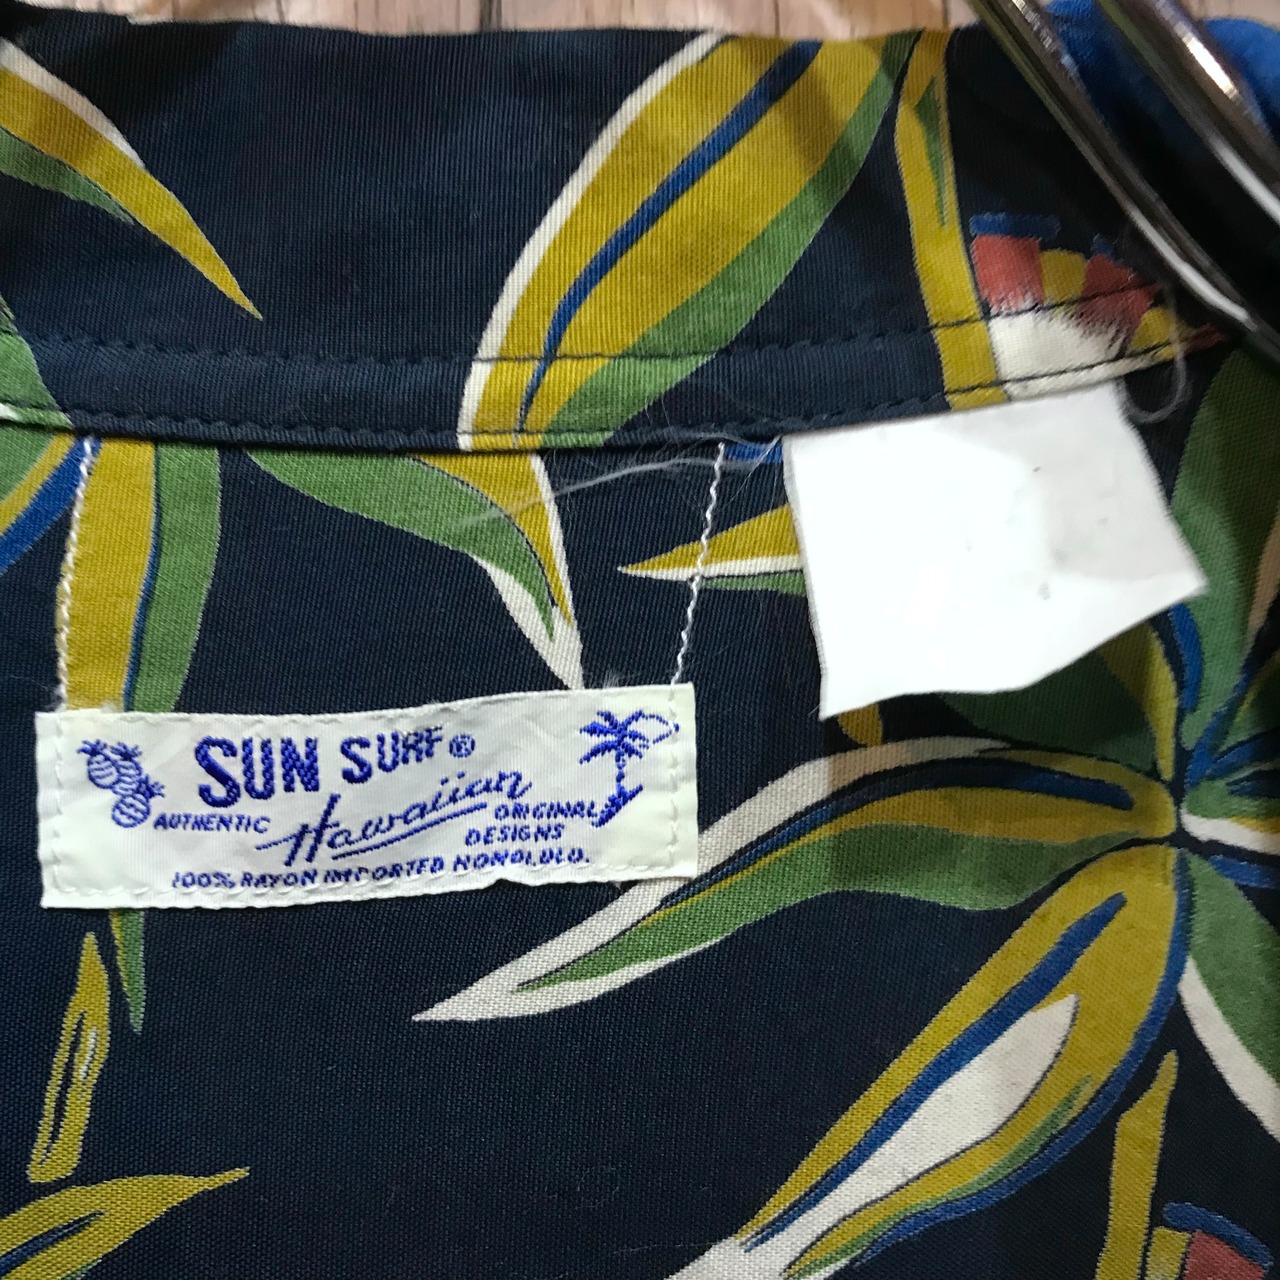 SUN SURF®
Hawaiian
AUTHENTIC ORIGINAL
DESIGNS
100% RAYON IMPORTED HONOLULU.